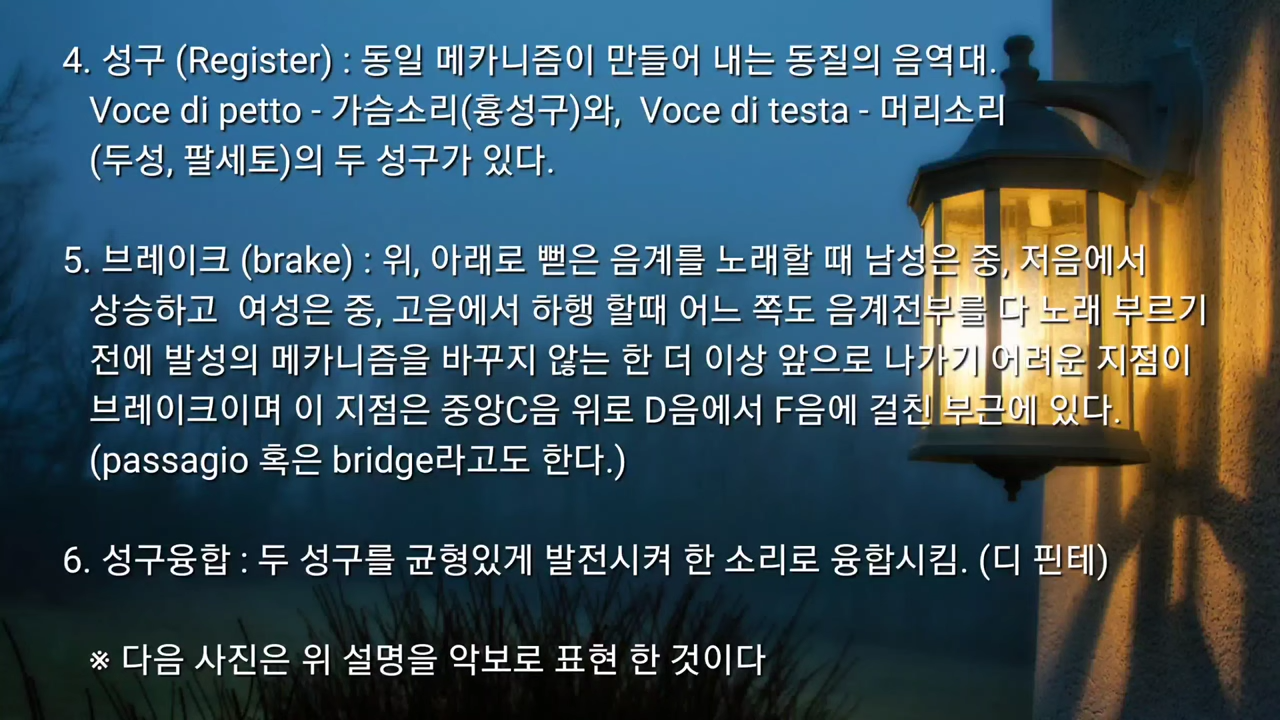 4. 성구 (Register) : 동일 메카니즘이 만들어 내는 동질의 음역대.
Voce di petto - 가슴소리(흉성구)와, Voce di testa - 머리소리
(두성, 팔세토)의 두 성구가 있다.
5. 브레이크 (brake) : 위, 아래로 뻗은 음계를 노래할 때 남성은 중, 저음에서
상승하고 여성은 중, 고음에서 하행 할때 어느 쪽도 음계전부를 다 노래 부르기
전에 발성의 메카니즘을 바꾸지 않는 한 더 이상 앞으로 나가기 어려운 지점이
브레이크이며 이 지점은 중앙C음 위로 D음에서 F음에 걸친 부근에 있다.
(passagio 혹은 bridge라고도 한다.)
6. 성구융합 : 두 성구를 균형있게 발전시켜 한 소리로 융합시킴. (디 핀테)
※ 다음 사진은 위 설명을 악보로 표현 한 것이다